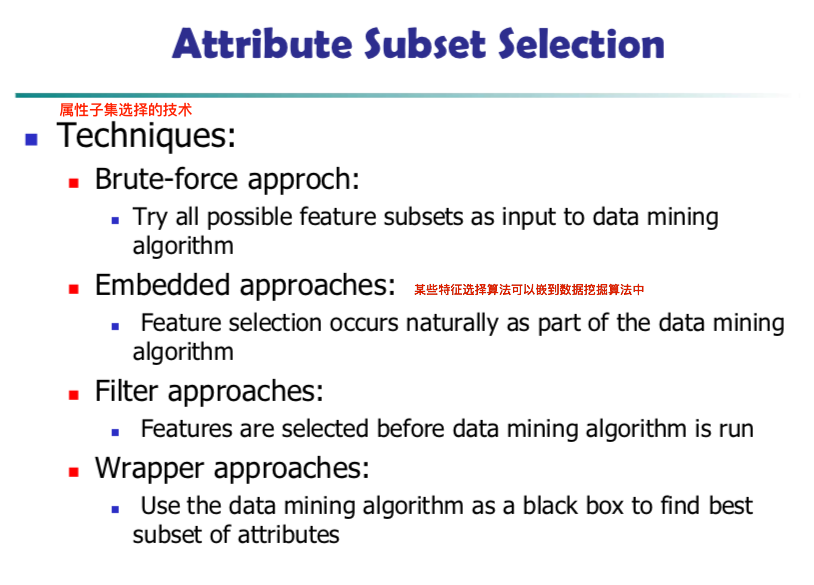 Attribute Subset Selection
属性子集选择的技术
Techniques:
Brute-force approch:
Try all possible feature subsets as input to data mining
algorithm
Embedded approaches: 某些特征选择算法可以嵌到数据挖掘算法中
Feature selection occurs naturally as part of the data mining
algorithm
Filter approaches:
Features are selected before data mining algorithm is run
Wrapper approaches:
Use the data mining algorithm as a black box to find best
subset of attributes